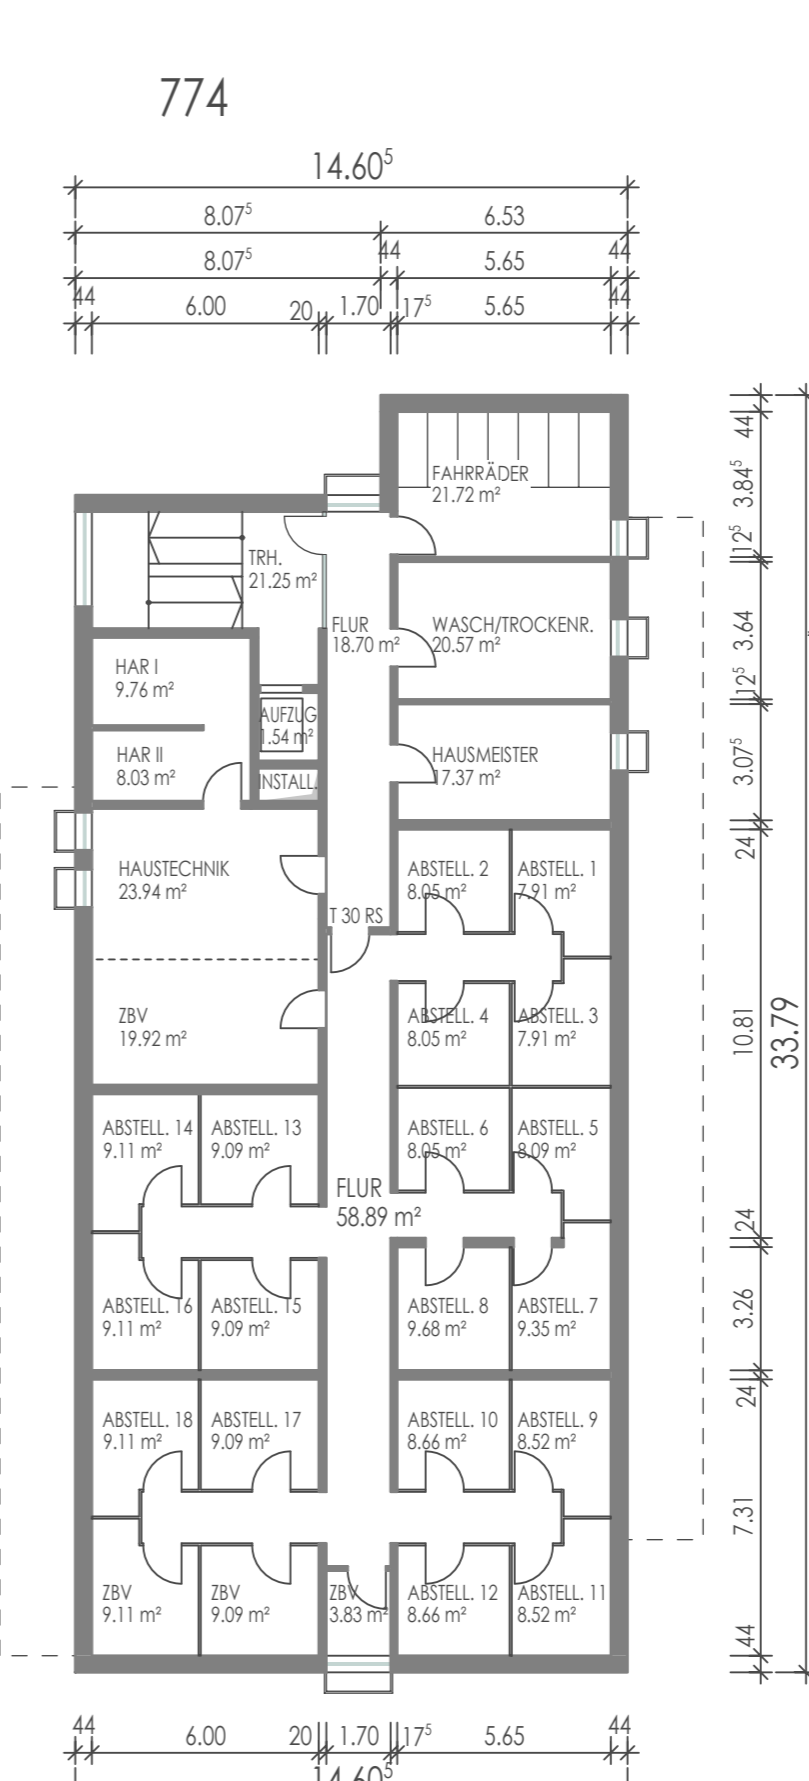 774
14.60⁵
8.07⁵ 6.53
8.07⁵ 44 5.65 44
44 6.00 20 1.70 17⁵ 5.65 44
44
3.84⁵
12⁵
3.64
12⁵
3.07⁵
24
10.81
33.79
24
3.26
24
7.31
44
FAHRRÄDER
21.72 m²
TRH.
21.25 m²
FLUR
18.70 m²
WASCH/TROCKENR.
20.57 m²
HAR I
9.76 m²
AUFZUG
1.54 m²
HAR II
8.03 m²
INSTALL.
HAUSMEISTER
17.37 m²
HAUSTECHNIK
23.94 m²
ABSTELL. 2
8.05 m²
ABSTELL. 1
7.91 m²
T 30 RS
ZBV
19.92 m²
ABSTELL. 4
8.05 m²
ABSTELL. 3
7.91 m²
ABSTELL. 14
9.11 m²
ABSTELL. 13
9.09 m²
ABSTELL. 6
8.05 m²
ABSTELL. 5
8.09 m²
FLUR
58.89 m²
ABSTELL. 16
9.11 m²
ABSTELL. 15
9.09 m²
ABSTELL. 8
9.68 m²
ABSTELL. 7
9.35 m²
ABSTELL. 18
9.11 m²
ABSTELL. 17
9.09 m²
ABSTELL. 10
8.66 m²
ABSTELL. 9
8.52 m²
ZBV
9.11 m²
ZBV
9.09 m²
ZBV
3.83 m²
ABSTELL. 12
8.66 m²
ABSTELL. 11
8.52 m²
44 6.00 20 1.70 17⁵ 5.65 44
14.60⁵